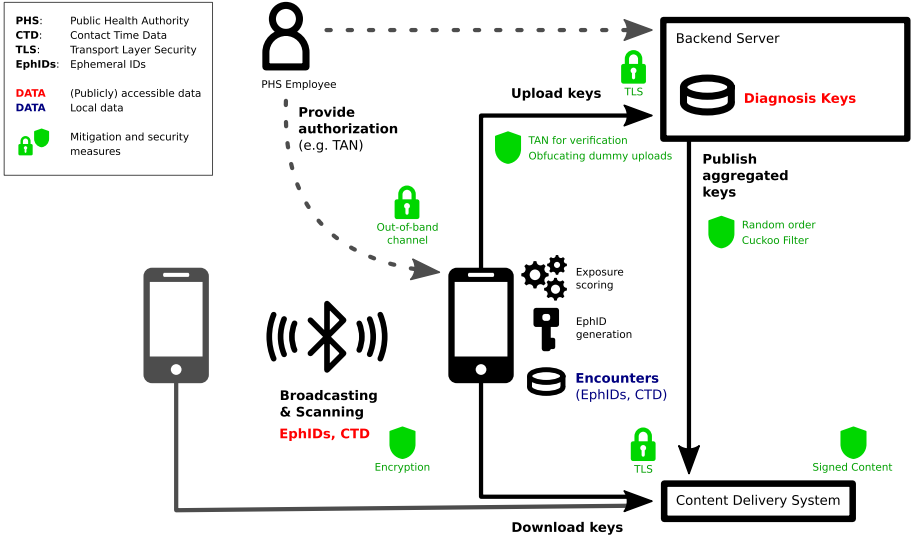 PHS: Public Health Authority
CTD: Contact Time Data
TLS: Transport Layer Security
EphIDs: Ephemeral IDs
DATA (Publicly) accessible data
DATA Local data
Mitigation and security
measures
PHS Employee
Provide
authorization
(e.g. TAN)
Out-of-band
channel
Upload keys
TLS
TAN for verification
Obfucating dummy uploads
Backend Server
Diagnosis Keys
Publish
aggregated
keys
Random order
Cuckoo Filter
Exposure
scoring
EphID
generation
Encounters
(EphIDs, CTD)
Broadcasting
& Scanning
EphIDs, CTD
Encryption
TLS
Signed Content
Content Delivery System
Download keys